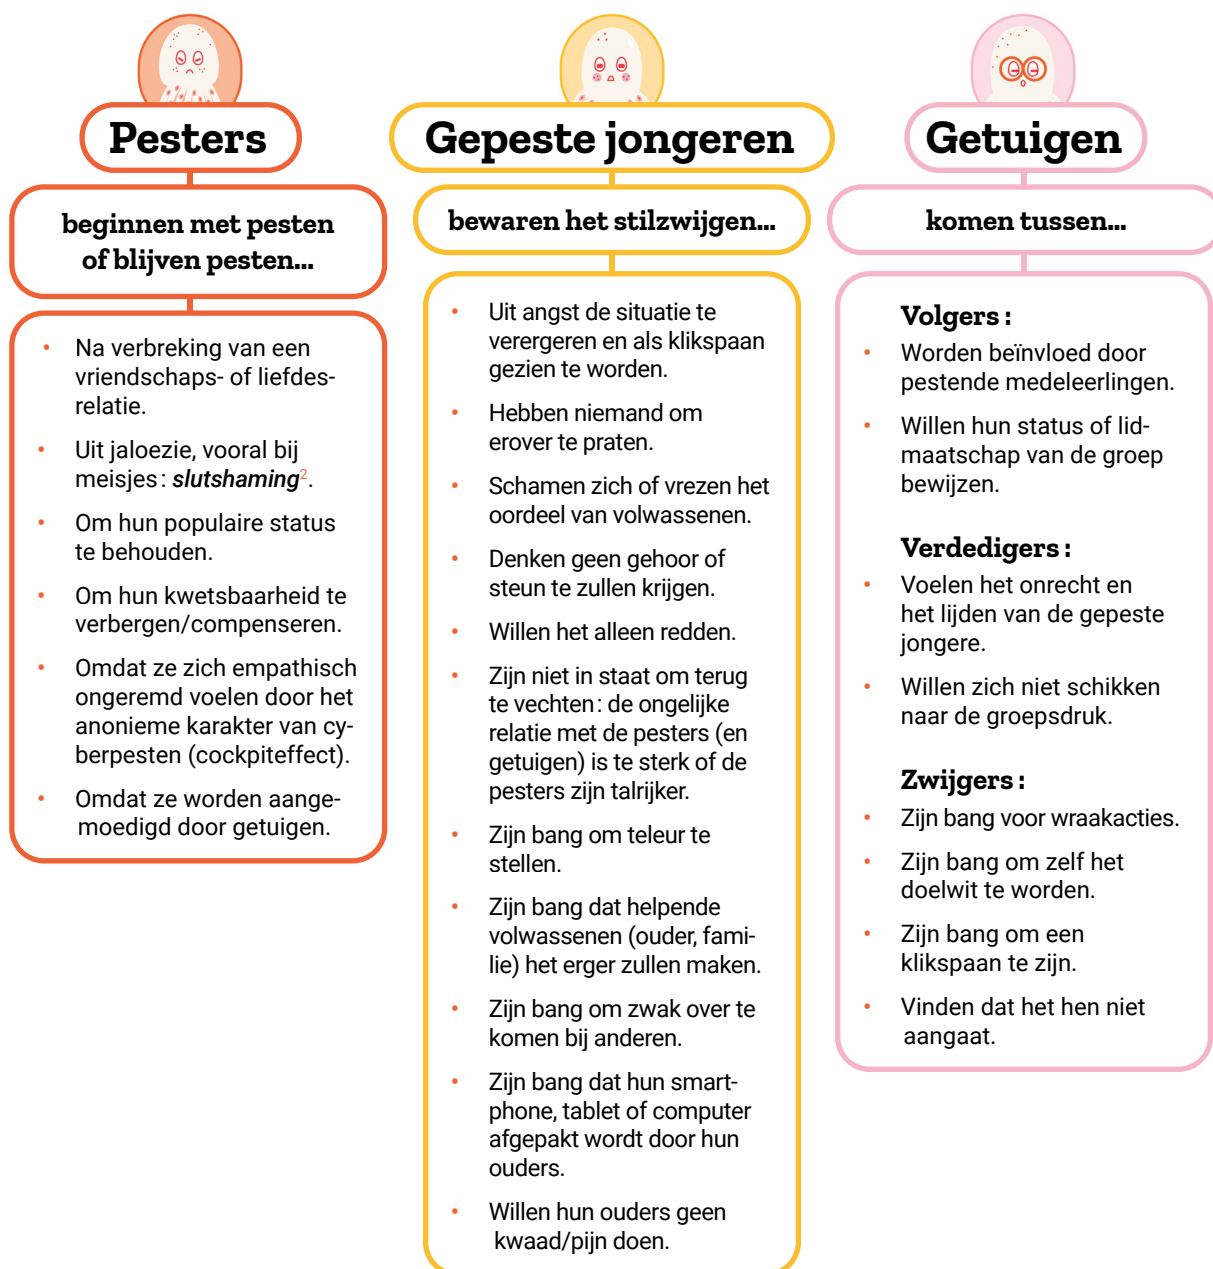 Pesters
beginnen met pesten
of blijven pesten...
• Na verbreking van een
vriendschaps- of liefdes-
relatie.
• Uit jaloezie, vooral bij
meisjes : slutshaming².
• Om hun populaire status
te behouden.
• Om hun kwetsbaarheid te
verbergen/compenseren.
• Omdat ze zich empathisch
ongeremd voelen door het
anonieme karakter van cy-
berpesten (cockpiteffect).
• Omdat ze worden aange-
moedigd door getuigen.
Gepeste jongeren
bewaren het stilzwijgen...
• Uit angst de situatie te
verergeren en als klikspaan
gezien te worden.
• Hebben niemand om
erover te praten.
• Schamen zich of vrezen het
oordeel van volwassenen.
• Denken geen gehoor of
steun te zullen krijgen.
• Willen het alleen redden.
• Zijn niet in staat om terug
te vechten : de ongelijke
relatie met de pesters (en
getuigen) is te sterk of de
pesters zijn talrijker.
• Zijn bang om teleur te
stellen.
• Zijn bang dat helpende
volwassenen (ouder, fami-
lie) het erger zullen maken.
• Zijn bang om zwak over te
komen bij anderen.
• Zijn bang dat hun smart-
phone, tablet of computer
afgepakt wordt door hun
ouders.
• Willen hun ouders geen
kwaad/pijn doen.
Getuigen
komen tussen...
Volgers :
• Worden beïnvloed door
pestende medeleerlingen.
• Willen hun status of lid-
maatschap van de groep
bewijzen.
Verdedigers :
• Voelen het onrecht en
het lijden van de gepeste
jongere.
• Willen zich niet schikken
naar de groepsdruk.
Zwijgers :
• Zijn bang voor wraakacties.
• Zijn bang om zelf het
doelwit te worden.
• Zijn bang om een
klikspaan te zijn.
• Vinden dat het hen niet
aangaat.